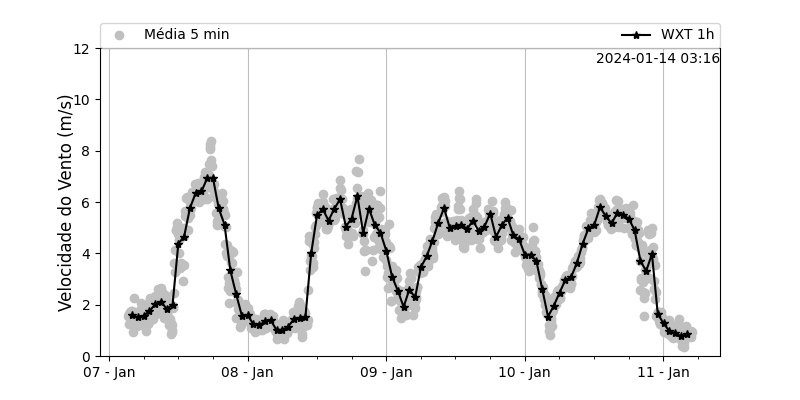 Média 5 min
WXT 1h
2024-01-14 03:16
Velocidade do Vento (m/s)
12
10
8
6
4
2
0
07 - Jan
08 - Jan
09 - Jan
10 - Jan
11 - Jan